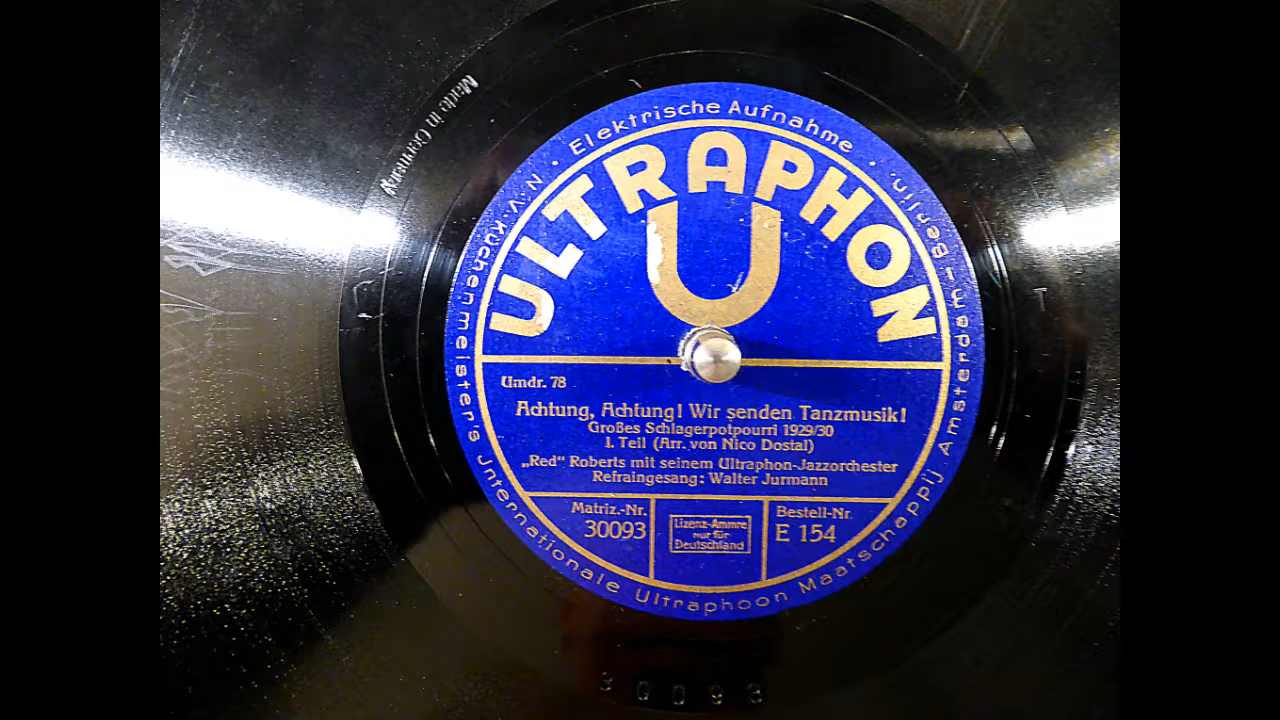 Made in Germany
N.V. Küchenmeister's Jnternationale Ultraphoon Maatschappij Amsterdam-Berlin.
Elektrische Aufnahme
ULTRAPHON
U
Umdr. 78
Achtung, Achtung! Wir senden Tanzmusik!
Großes Schlagerpotpourri 1929/30
I. Teil (Arr. von Nico Dostal)
„Red“ Roberts mit seinem Ultraphon-Jazzorchester
Refraingesang: Walter Jurmann
Matriz.-Nr.
30093
Lizenz-Ammre
nur für
Deutschland
Bestell-Nr.
E 154
30093